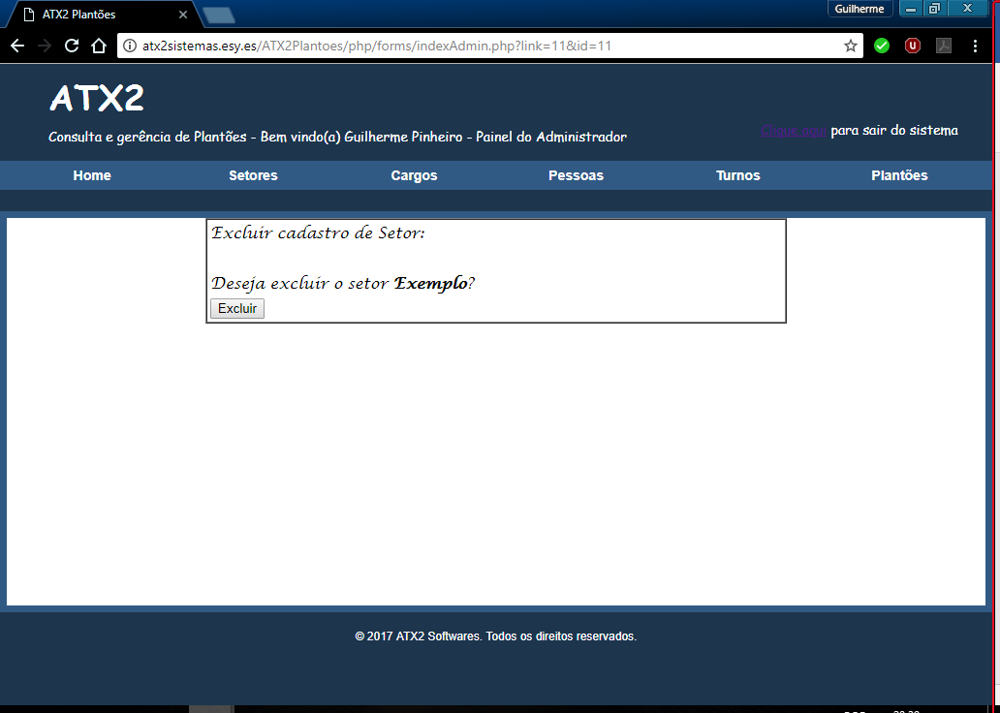 ATX2 Plantões
Guilherme
atx2sistemas.esy.es/ATX2Plantoes/php/forms/indexAdmin.php?link=11&id=11
ATX2
Consulta e gerência de Plantões - Bem vindo(a) Guilherme Pinheiro - Painel do Administrador
Clique aqui para sair do sistema
Home Setores Cargos Pessoas Turnos Plantões
Excluir cadastro de Setor:
Deseja excluir o setor Exemplo?
Excluir
© 2017 ATX2 Softwares. Todos os direitos reservados.